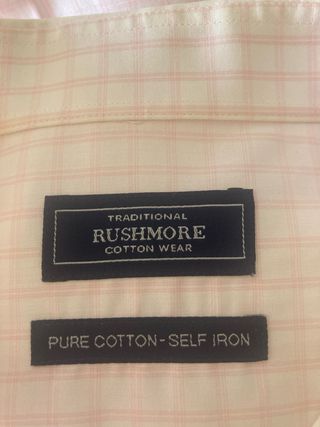 TRADITIONAL
RUSHMORE
COTTON WEAR
PURE COTTON - SELF IRON